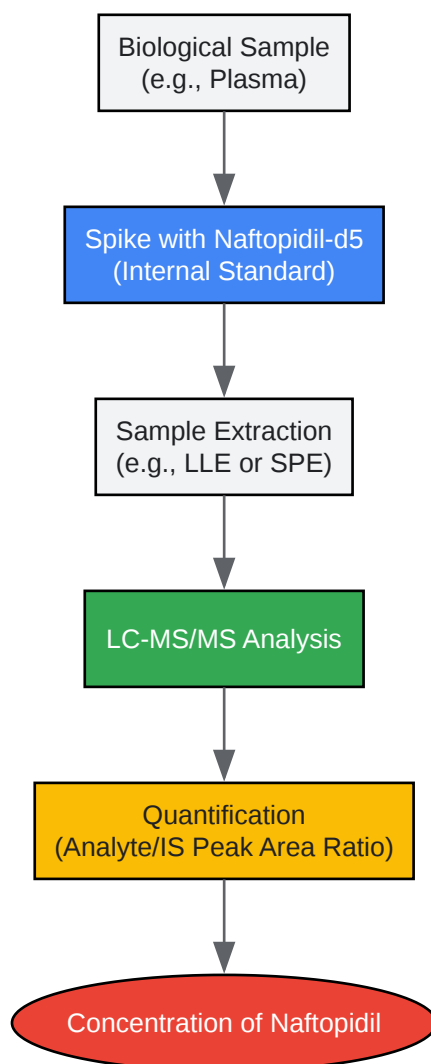 Biological Sample
(e.g., Plasma)
Spike with Naftopidil-d5
(Internal Standard)
Sample Extraction
(e.g., LLE or SPE)
LC-MS/MS Analysis
Quantification
(Analyte/IS Peak Area Ratio)
Concentration of Naftopidil